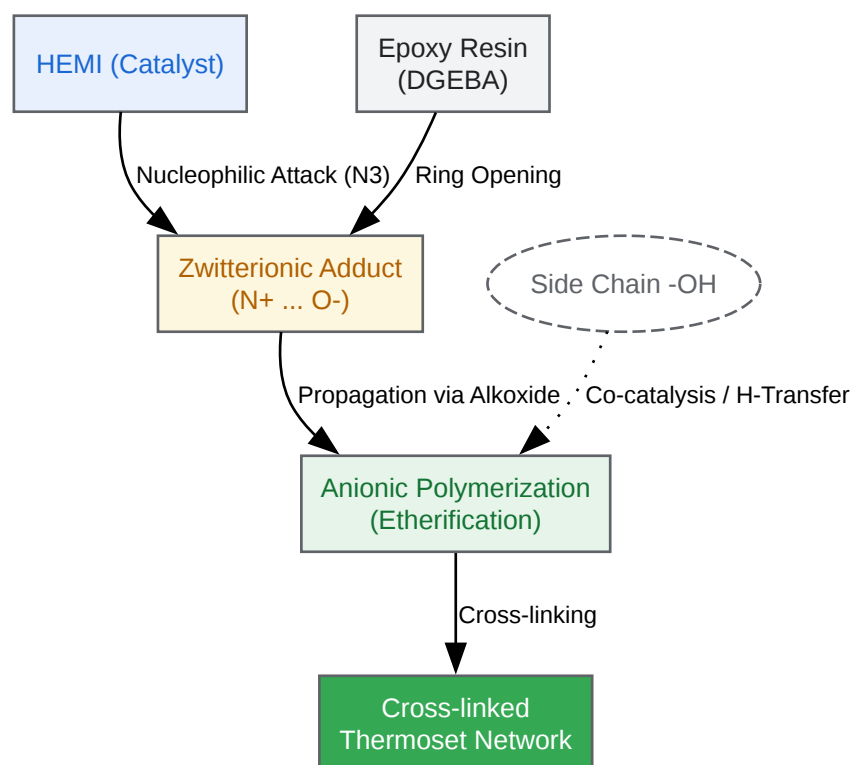 HEMI (Catalyst)
Epoxy Resin
(DGEBA)
Nucleophilic Attack (N3)
Ring Opening
Zwitterionic Adduct
(N+ ... O-)
Side Chain -OH
Propagation via Alkoxide
Co-catalysis / H-Transfer
Anionic Polymerization
(Etherification)
Cross-linking
Cross-linked
Thermoset Network